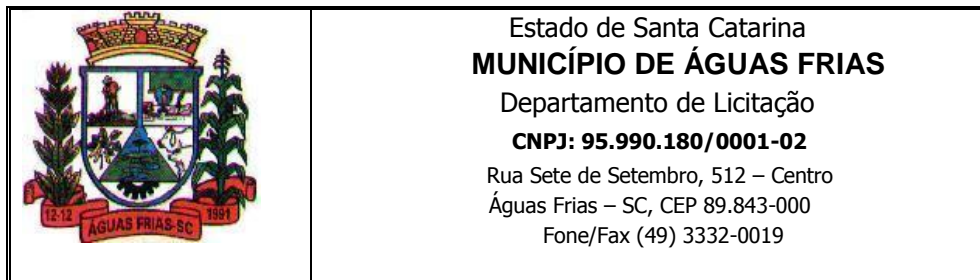 12-12
ÁGUAS FRIAS-SC
1991
Estado de Santa Catarina
MUNICÍPIO DE ÁGUAS FRIAS
Departamento de Licitação
CNPJ: 95.990.180/0001-02
Rua Sete de Setembro, 512 – Centro
Águas Frias – SC, CEP 89.843-000
Fone/Fax (49) 3332-0019